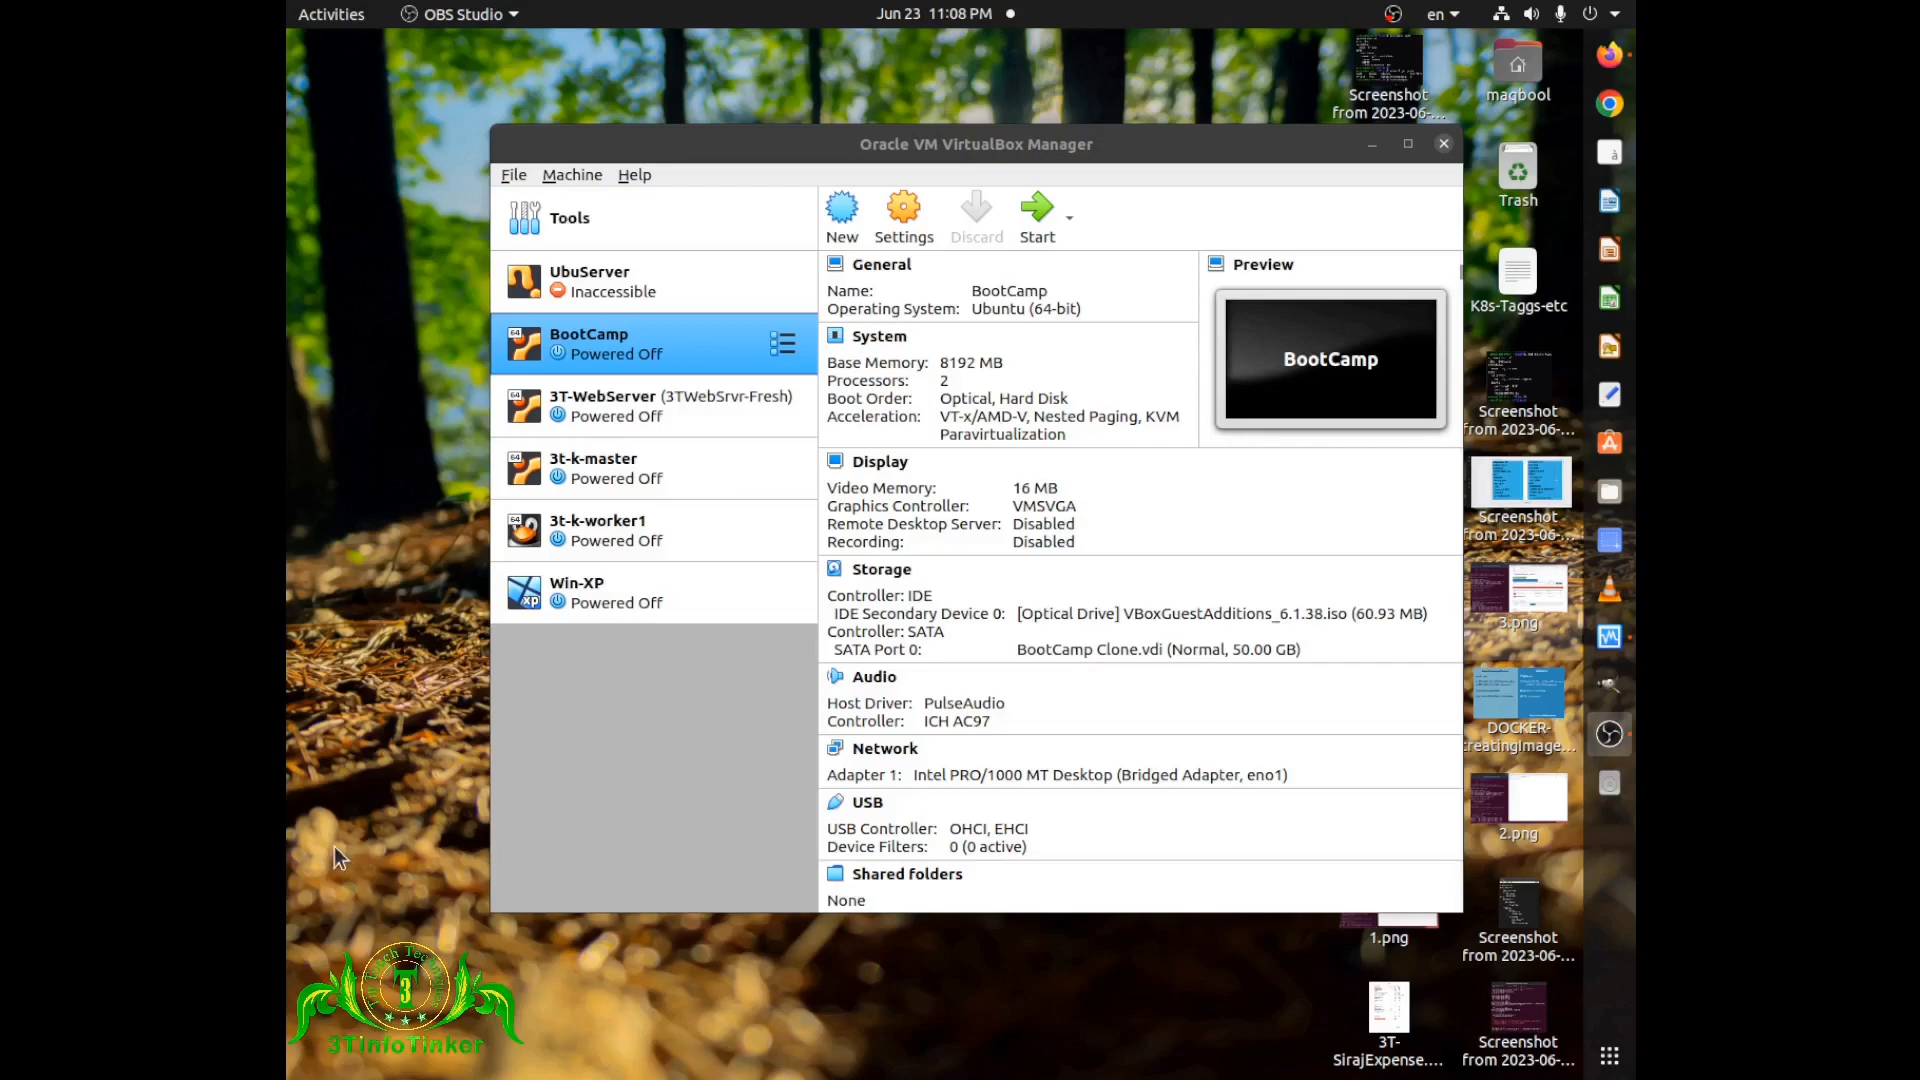 Activities
OBS Studio
Jun 23 11:08 PM
en
Screenshot
from 2023-06-...
maqbool
Trash
K8s-Taggs-etc
Screenshot
from 2023-06-...
Screenshot
from 2023-06-...
3.png
DOCKER-
creatingImage...
2.png
1.png
Screenshot
from 2023-06-...
3T-
SirajExpense....
Screenshot
from 2023-06-...
Oracle VM VirtualBox Manager
File Machine Help
Tools
New Settings Discard Start
UbuServer
Inaccessible
64
BootCamp
Powered Off
64
3T-WebServer (3TWebSrvr-Fresh)
Powered Off
64
3t-k-master
Powered Off
64
3t-k-worker1
Powered Off
xp
Win-XP
Powered Off
General
Name: BootCamp
Operating System: Ubuntu (64-bit)
Preview
BootCamp
System
Base Memory: 8192 MB
Processors: 2
Boot Order: Optical, Hard Disk
Acceleration: VT-x/AMD-V, Nested Paging, KVM
Paravirtualization
Display
Video Memory: 16 MB
Graphics Controller: VMSVGA
Remote Desktop Server: Disabled
Recording: Disabled
Storage
Controller: IDE
IDE Secondary Device 0: [Optical Drive] VBoxGuestAdditions_6.1.38.iso (60.93 MB)
Controller: SATA
SATA Port 0: BootCamp Clone.vdi (Normal, 50.00 GB)
Audio
Host Driver: PulseAudio
Controller: ICH AC97
Network
Adapter 1: Intel PRO/1000 MT Desktop (Bridged Adapter, eno1)
USB
USB Controller: OHCI, EHCI
Device Filters: 0 (0 active)
Shared folders
None
3
3TInfoTinker